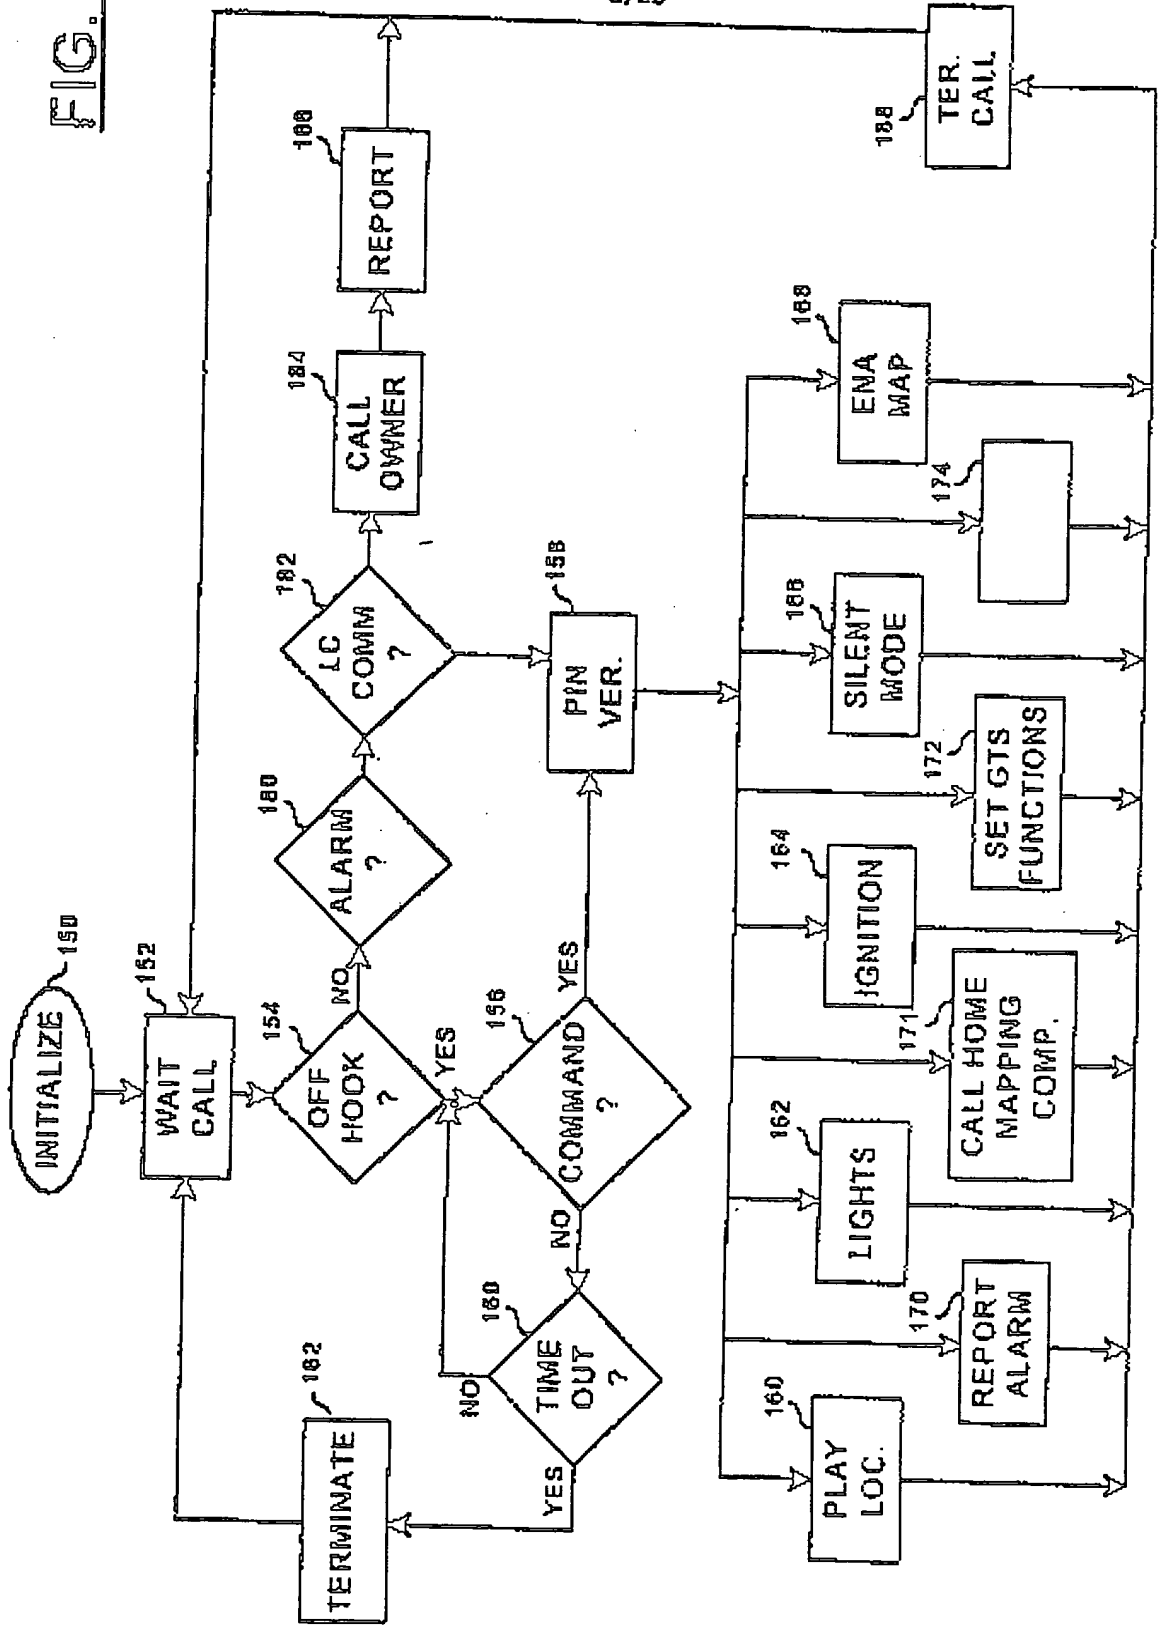 FIG.
INITIALIZE
150
WAIT
CALL
152
OFF
HOOK
?
154
NO
YES
ALARM
?
180
COMM
?
182
CALL
OWNER
184
REPORT
COMMAND
?
156
YES
NO
PIN
VER.
TIME
OUT
?
NO
YES
TERMINATE
PLAY
LOC.
160
REPORT
ALARM
170
LIGHTS
162
CALL HOME
MAPPING
COMP.
171
IGNITION
164
SET GTS
FUNCTIONS
172
SILENT
MODE
174
ENA
MAP
TER.
CALL